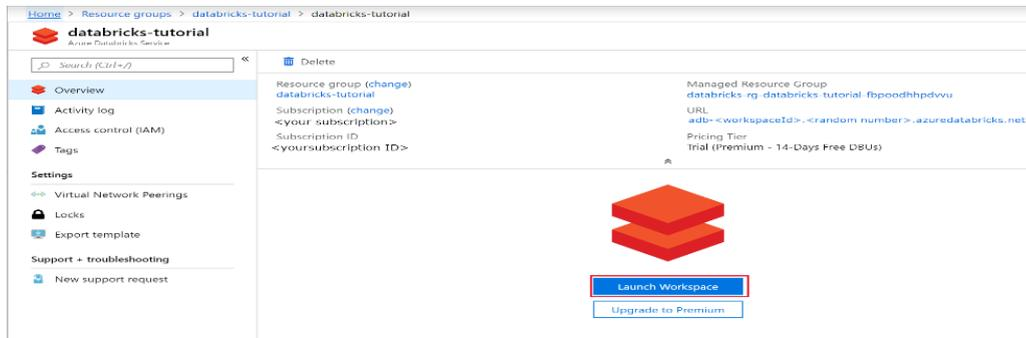 Home > Resource groups > databricks-tutorial > databricks-tutorial
databricks-tutorial
Azure Databricks Service
Search (Ctrl+/)
«
Overview
Activity log
Access control (IAM)
Tags
Settings
Virtual Network Peerings
Locks
Export template
Support + troubleshooting
New support request
Delete
Resource group (change)
databricks-tutorial
Subscription (change)
<your subscription>
Subscription ID
<yoursubscription ID>
Managed Resource Group
databricks-rg-databricks-tutorial-fbpoodhhpdvvu
URL
adb-<workspaceId>.<random number>.azuredatabricks.net
Pricing Tier
Trial (Premium - 14-Days Free DBUs)
Launch Workspace
Upgrade to Premium